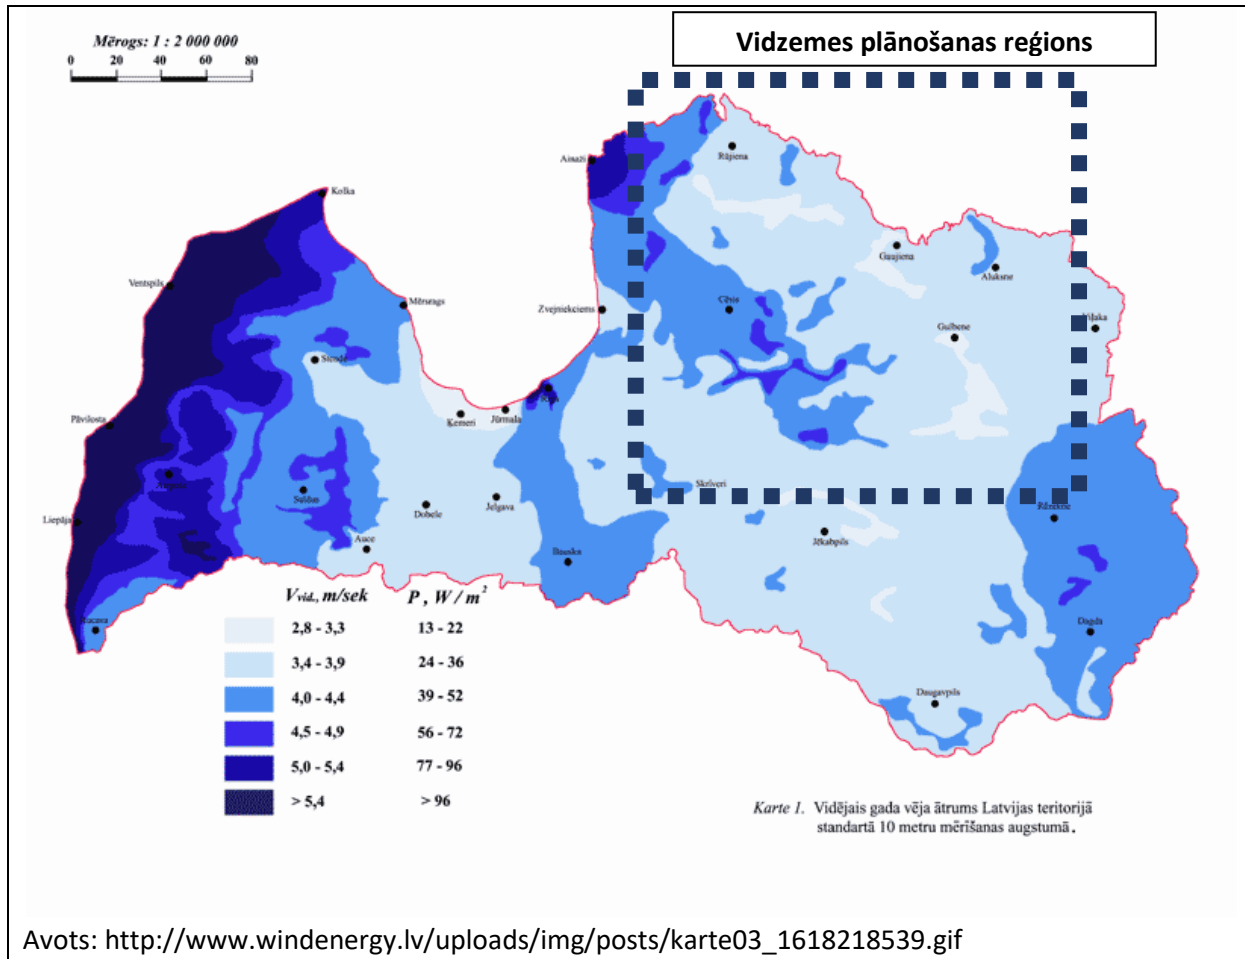 Mērogs: 1 : 2 000 000
0 20 40 60 80
Vidzemes plānošanas reģions
Ainaži
Rūjiena
Kolka
Gaujiena
Alūksne
Ventspils
Mērsrags
Zvejniekciems
Cēsis
Gulbene
Viļaka
Stende
Rīga
Pāvilosta
Ķemeri
Jūrmala
Skrīveri
Saldus
Jelgava
Dobele
Rēzekne
Liepāja
Auce
Jēkabpils
Bauska
Rucava
Dagda
Daugavpils
Vvid., m/sek P , W / m²
2,8 - 3,3 13 - 22
3,4 - 3,9 24 - 36
4,0 - 4,4 39 - 52
4,5 - 4,9 56 - 72
5,0 - 5,4 77 - 96
> 5,4 > 96
Karte 1. Vidējais gada vēja ātrums Latvijas teritorijā
standartā 10 metru mērīšanas augstumā.
Avots: http://www.windenergy.lv/uploads/img/posts/karte03_1618218539.gif